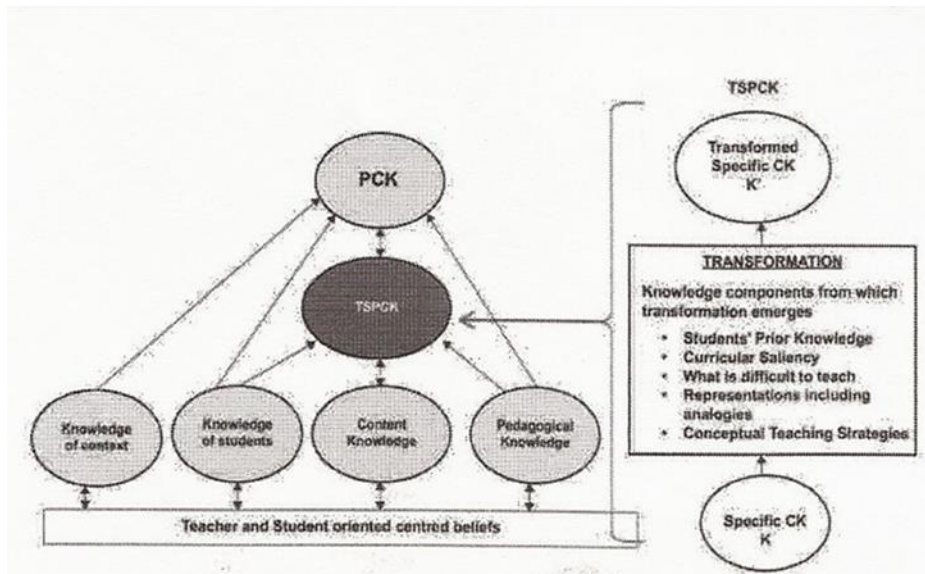 TSPCK
Transformed
Specific CK
K'
PCK
TRANSFORMATION
Knowledge components from which
transformation emerges
* Students' Prior Knowledge
* Curricular Saliency
* What is difficult to teach
* Representations including
analogies
* Conceptual Teaching Strategies
TSPCK
Knowledge
of context
Knowledge
of students
Content
Knowledge
Pedagogical
Knowledge
Teacher and Student oriented centred beliefs
Specific CK
K